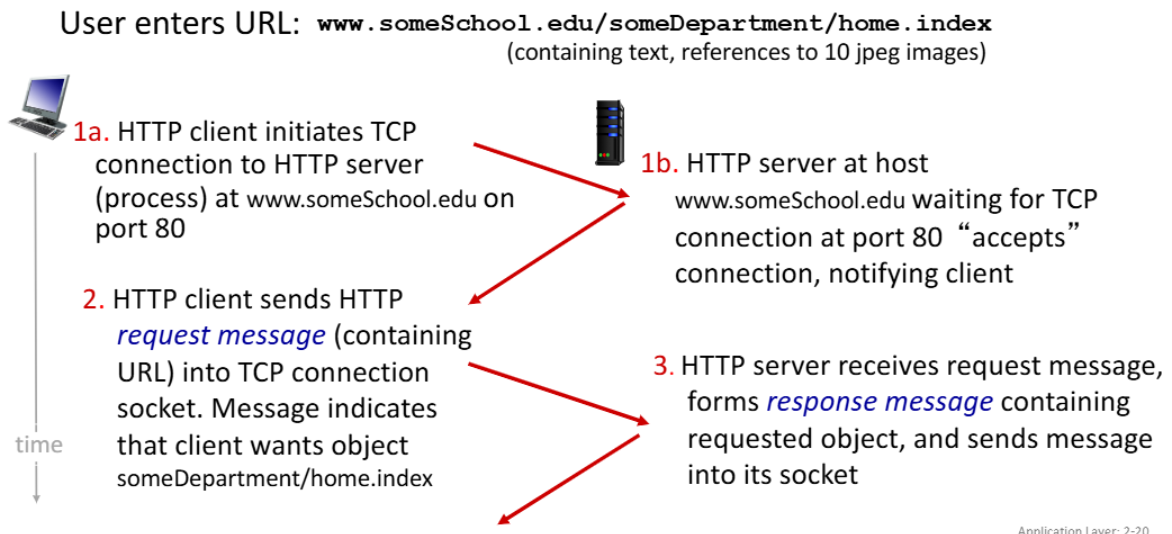 User enters URL: www.someSchool.edu/someDepartment/home.index
(containing text, references to 10 jpeg images)
1a. HTTP client initiates TCP
connection to HTTP server
(process) at www.someSchool.edu on
port 80
1b. HTTP server at host
www.someSchool.edu waiting for TCP
connection at port 80 “accepts”
connection, notifying client
2. HTTP client sends HTTP
request message (containing
URL) into TCP connection
socket. Message indicates
that client wants object
someDepartment/home.index
3. HTTP server receives request message,
forms response message containing
requested object, and sends message
into its socket
time
Application Layer: 2-20